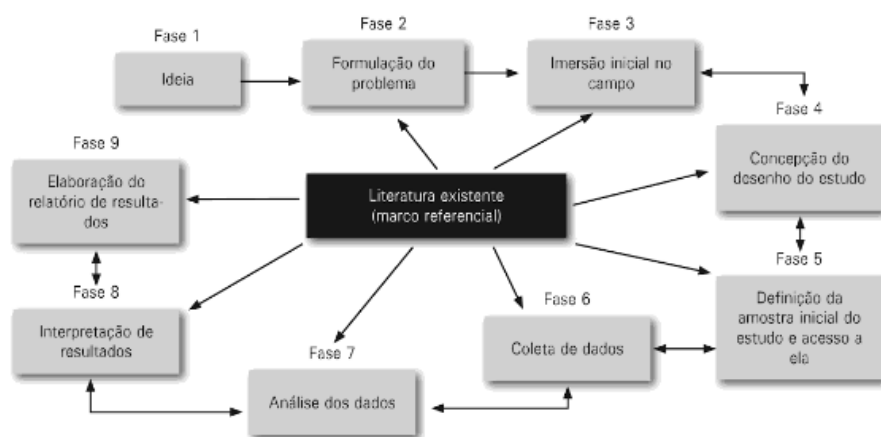 Fase 1
Ideia
Fase 2
Formulação do
problema
Fase 3
Imersão inicial no
campo
Fase 4
Concepção do
desenho do estudo
Fase 5
Definição da
amostra inicial do
estudo e acesso a
ela
Fase 6
Coleta de dados
Fase 7
Análise dos dados
Fase 8
Interpretação de
resultados
Fase 9
Elaboração do
relatório de resulta-
dos
Literatura existente
(marco referencial)